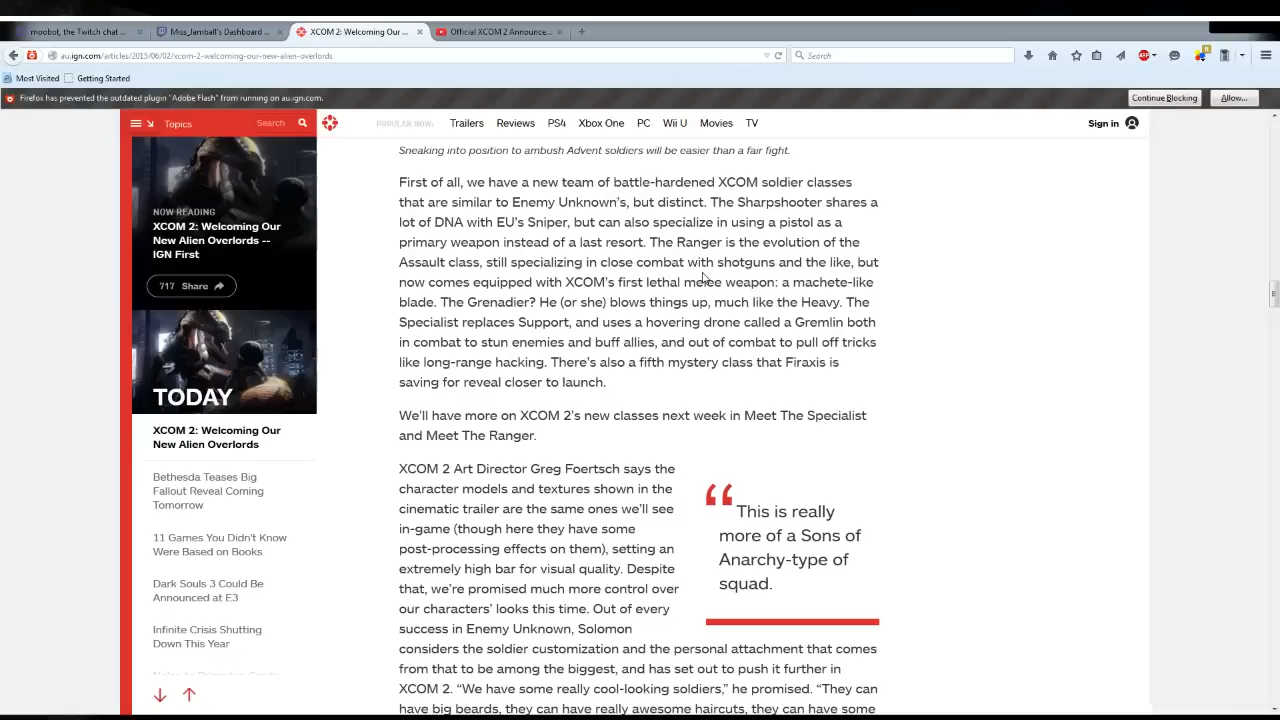 moobot, the Twitch chat ...
Miss_Jamball's Dashboard ...
XCOM 2: Welcoming Our ...
Official XCOM 2 Announce...
au.ign.com/articles/2015/06/02/xcom-2-welcoming-our-new-alien-overlords
Search
Most Visited
Getting Started
Firefox has prevented the outdated plugin "Adobe Flash" from running on au.ign.com.
Continue Blocking
Allow...
Topics
Search
POPULAR NOW:
Trailers
Reviews
PS4
Xbox One
PC
Wii U
Movies
TV
Sign in
NOW READING
XCOM 2: Welcoming Our
New Alien Overlords --
IGN First
717 Share
TODAY
XCOM 2: Welcoming Our
New Alien Overlords
Bethesda Teases Big
Fallout Reveal Coming
Tomorrow
11 Games You Didn't Know
Were Based on Books
Dark Souls 3 Could Be
Announced at E3
Infinite Crisis Shutting
Down This Year
Sneaking into position to ambush Advent soldiers will be easier than a fair fight.
First of all, we have a new team of battle-hardened XCOM soldier classes
that are similar to Enemy Unknown's, but distinct. The Sharpshooter shares a
lot of DNA with EU's Sniper, but can also specialize in using a pistol as a
primary weapon instead of a last resort. The Ranger is the evolution of the
Assault class, still specializing in close combat with shotguns and the like, but
now comes equipped with XCOM's first lethal melee weapon: a machete-like
blade. The Grenadier? He (or she) blows things up, much like the Heavy. The
Specialist replaces Support, and uses a hovering drone called a Gremlin both
in combat to stun enemies and buff allies, and out of combat to pull off tricks
like long-range hacking. There's also a fifth mystery class that Firaxis is
saving for reveal closer to launch.
We'll have more on XCOM 2's new classes next week in Meet The Specialist
and Meet The Ranger.
XCOM 2 Art Director Greg Foertsch says the
character models and textures shown in the
cinematic trailer are the same ones we'll see
in-game (though here they have some
post-processing effects on them), setting an
extremely high bar for visual quality. Despite
that, we're promised much more control over
our characters' looks this time. Out of every
success in Enemy Unknown, Solomon
considers the soldier customization and the personal attachment that comes
from that to be among the biggest, and has set out to push it further in
XCOM 2. "We have some really cool-looking soldiers," he promised. "They can
have big beards, they can have really awesome haircuts, they can have some
“ This is really
more of a Sons of
Anarchy-type of
squad.